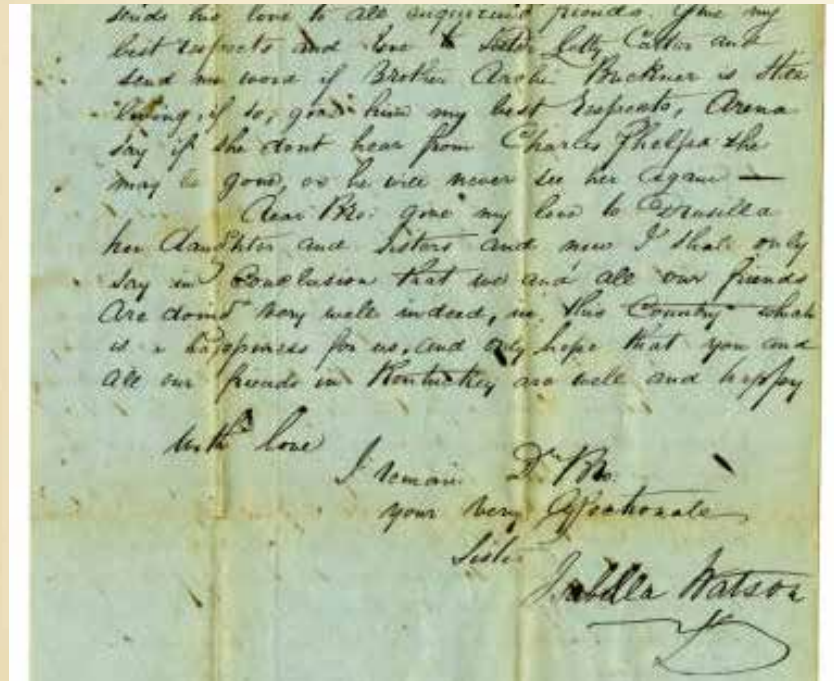 sends his love to all enquiring friends. Give my
best respects and love to Sister Letty Carter and
send me word if Brother Archi Buckner is still
living, if so, give him my best Respects, Arena
say if she dont hear from Charles Phelps she
may be gone, as he will never see her again —
Dear Bro. give my love to Drusilla
her daughter and Sisters and now I shall only
say in Conclusion that we and all our friends
are doing very well indeed, in this Country which
is a happiness for us, and only hope that you and
all our friends in Kentuckey are well and happy
With love
I remain Dr. Bro.
your very Affectionate
Sister
Isabella Watson